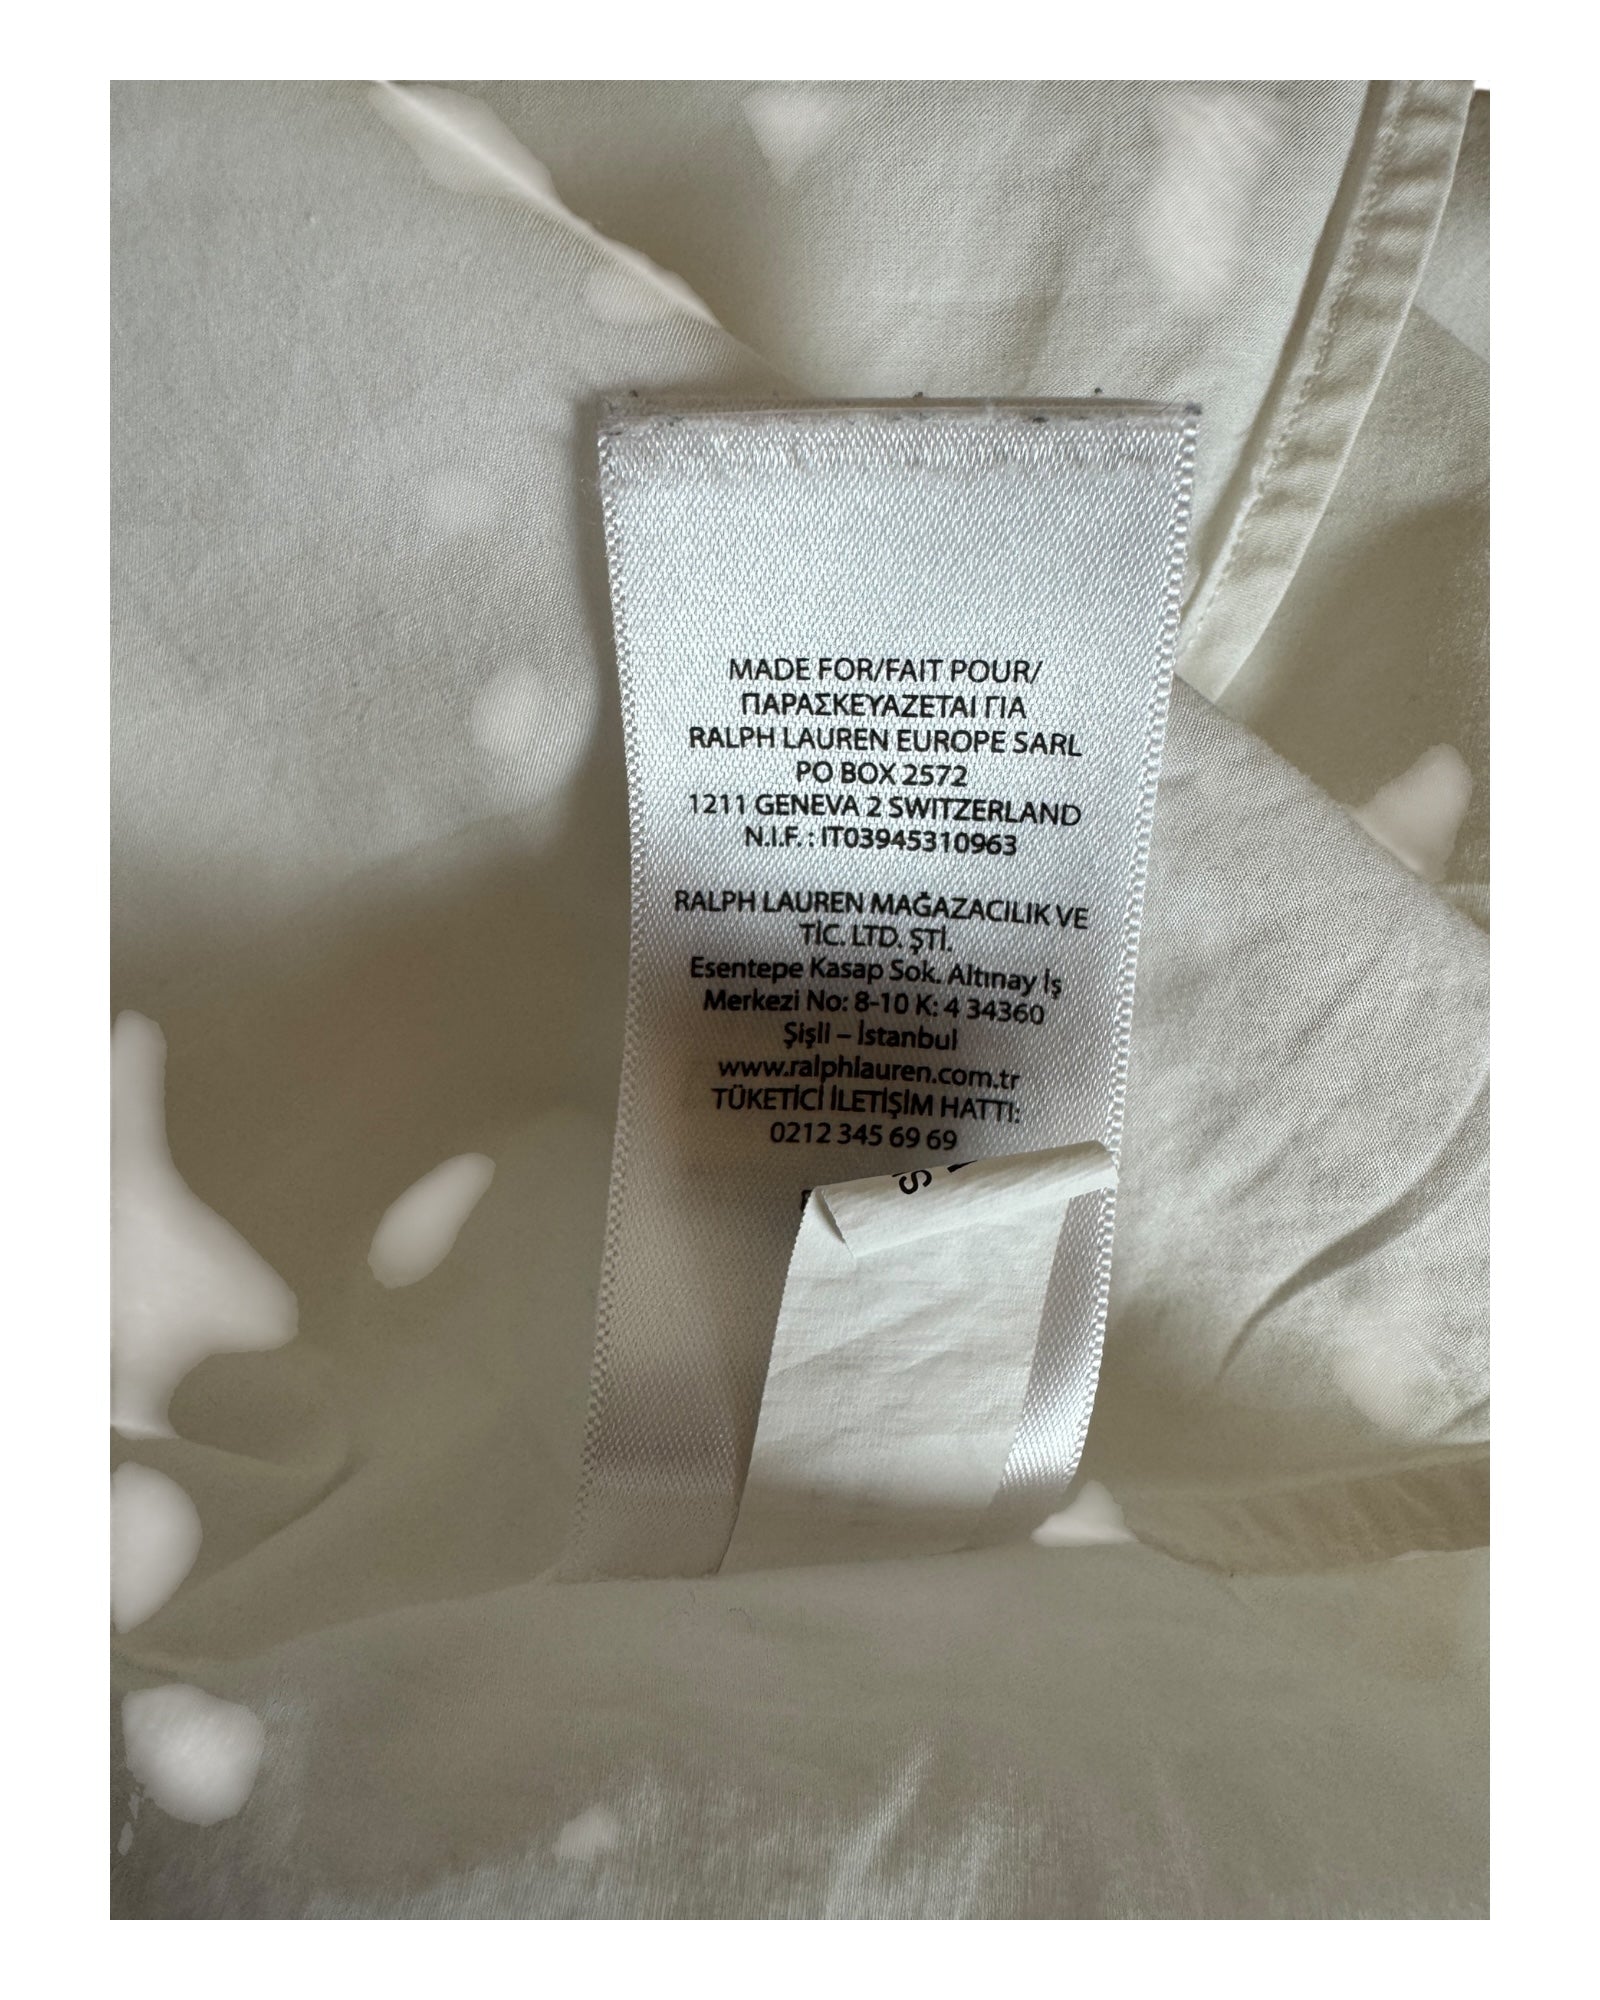 MADE FOR/FAIT POUR/
ΠΑΡΑΣΚΕΥΑΖΕΤΑΙ ΓΙΑ
RALPH LAUREN EUROPE SARL
PO BOX 2572
1211 GENEVA 2 SWITZERLAND
N.I.F. : IT03945310963
RALPH LAUREN MAĞAZACILIK VE
TİC. LTD. ŞTİ.
Esentepe Kasap Sok. Altınay İş
Merkezi No: 8-10 K: 4 34360
Şişli – İstanbul
www.ralphlauren.com.tr
TÜKETİCİ İLETİŞİM HATTI:
0212 345 69 69